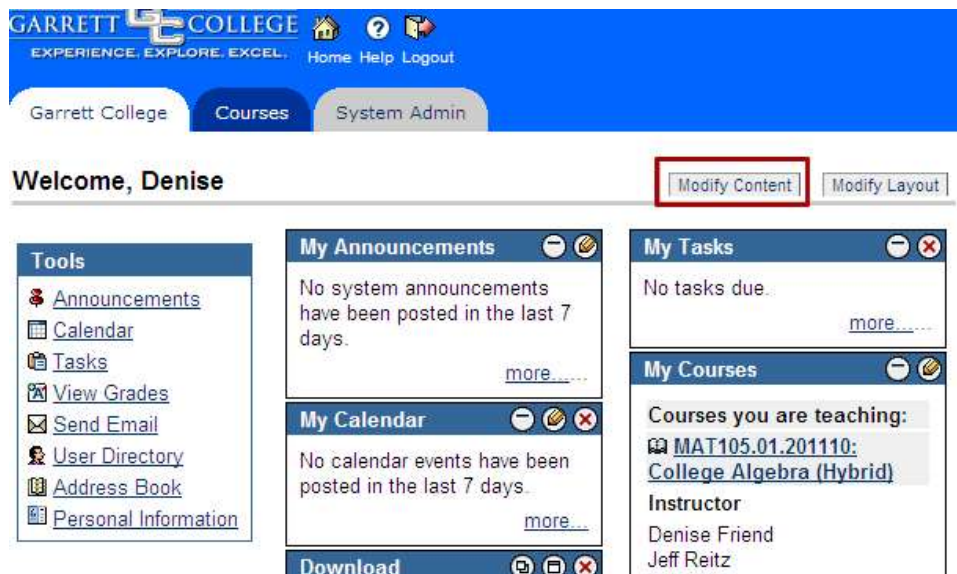 GARRETT GC COLLEGE
EXPERIENCE. EXPLORE. EXCEL.
Home Help Logout
Garrett College
Courses
System Admin
Welcome, Denise
Modify Content
Modify Layout
Tools
Announcements
Calendar
Tasks
View Grades
Send Email
User Directory
Address Book
Personal Information
My Announcements
No system announcements
have been posted in the last 7
days.
more......
My Calendar
No calendar events have been
posted in the last 7 days.
more...
Download
My Tasks
No tasks due.
more......
My Courses
Courses you are teaching:
MAT105.01.201110:
College Algebra (Hybrid)
Instructor
Denise Friend
Jeff Reitz